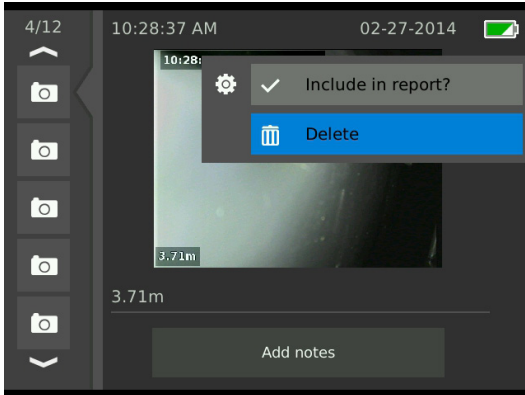 4/12
10:28:37 AM
02-27-2014
10:28:
Include in report?
Delete
3.71m
3.71m
Add notes